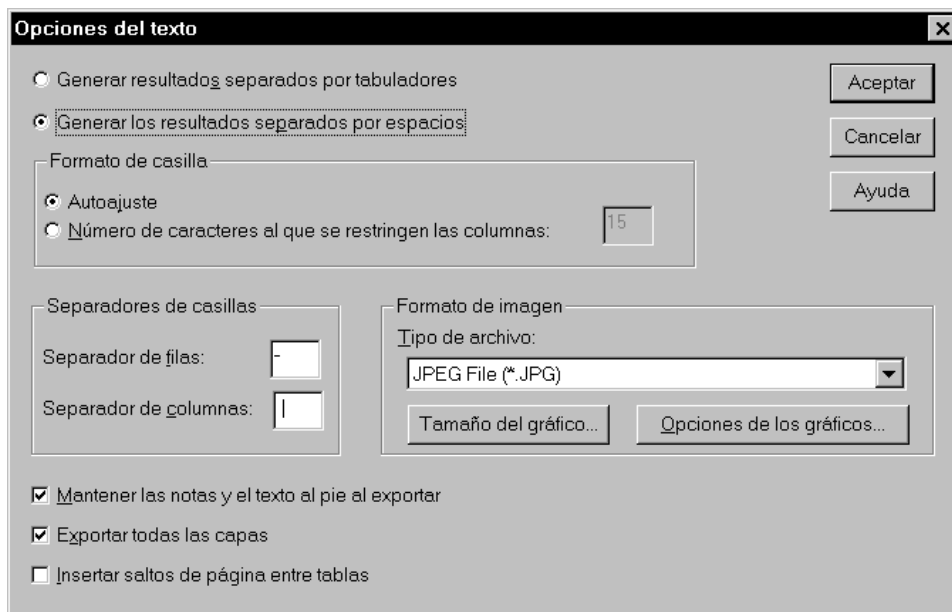 Opciones del texto
Generar resultados separados por tabuladores
Aceptar
Generar los resultados separados por espacios
Cancelar
Formato de casilla
Ayuda
Autoajuste
Número de caracteres al que se restringen las columnas: 15
Separadores de casillas
Formato de imagen
Separador de filas: -
Tipo de archivo:
JPEG File (*.JPG)
Separador de columnas: |
Tamaño del gráfico...
Opciones de los gráficos...
Mantener las notas y el texto al pie al exportar
Exportar todas las capas
Insertar saltos de página entre tablas